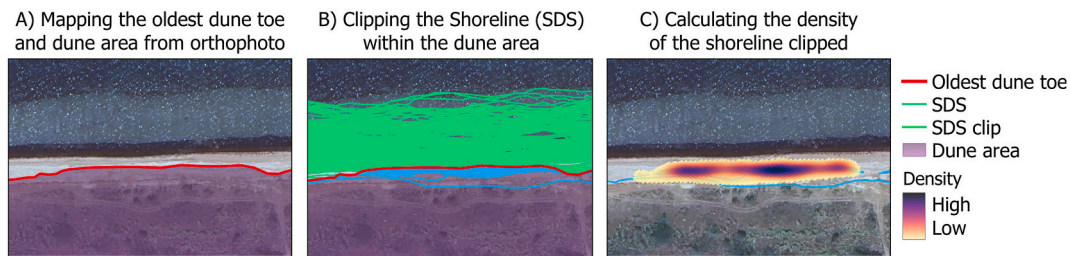 A) Mapping the oldest dune toe
and dune area from orthophoto
B) Clipping the Shoreline (SDS)
within the dune area
C) Calculating the density
of the shoreline clipped
Oldest dune toe
SDS
SDS clip
Dune area
Density
High
Low